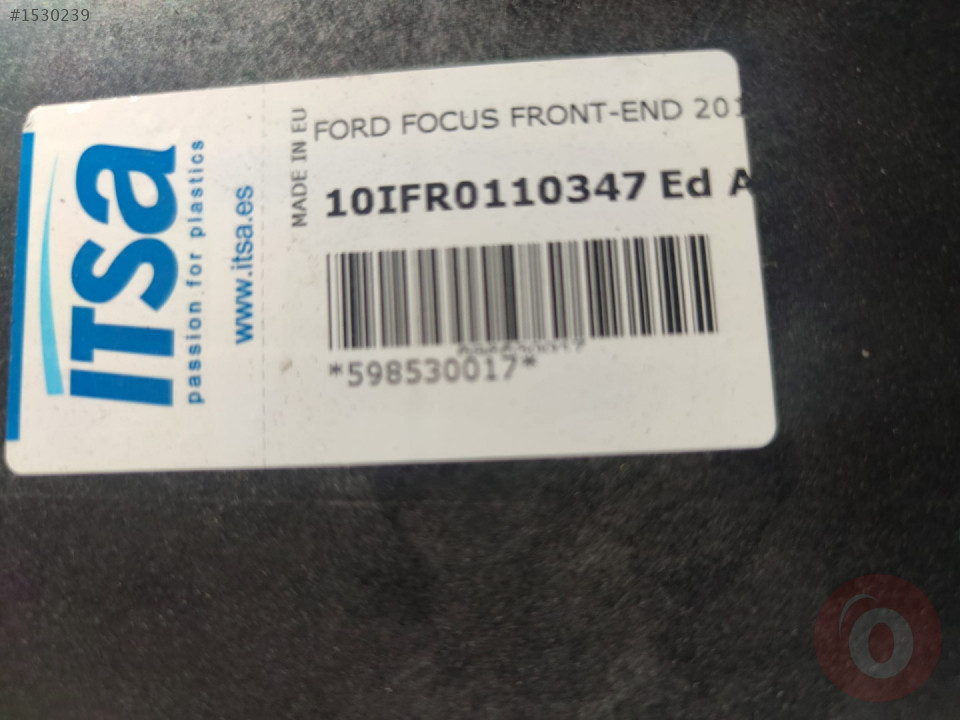 #1530239
ITSA
passion for plastics
www.itsa.es
MADE IN EU
FORD FOCUS FRONT-END 201
10IFR0110347 Ed A
*598530017*